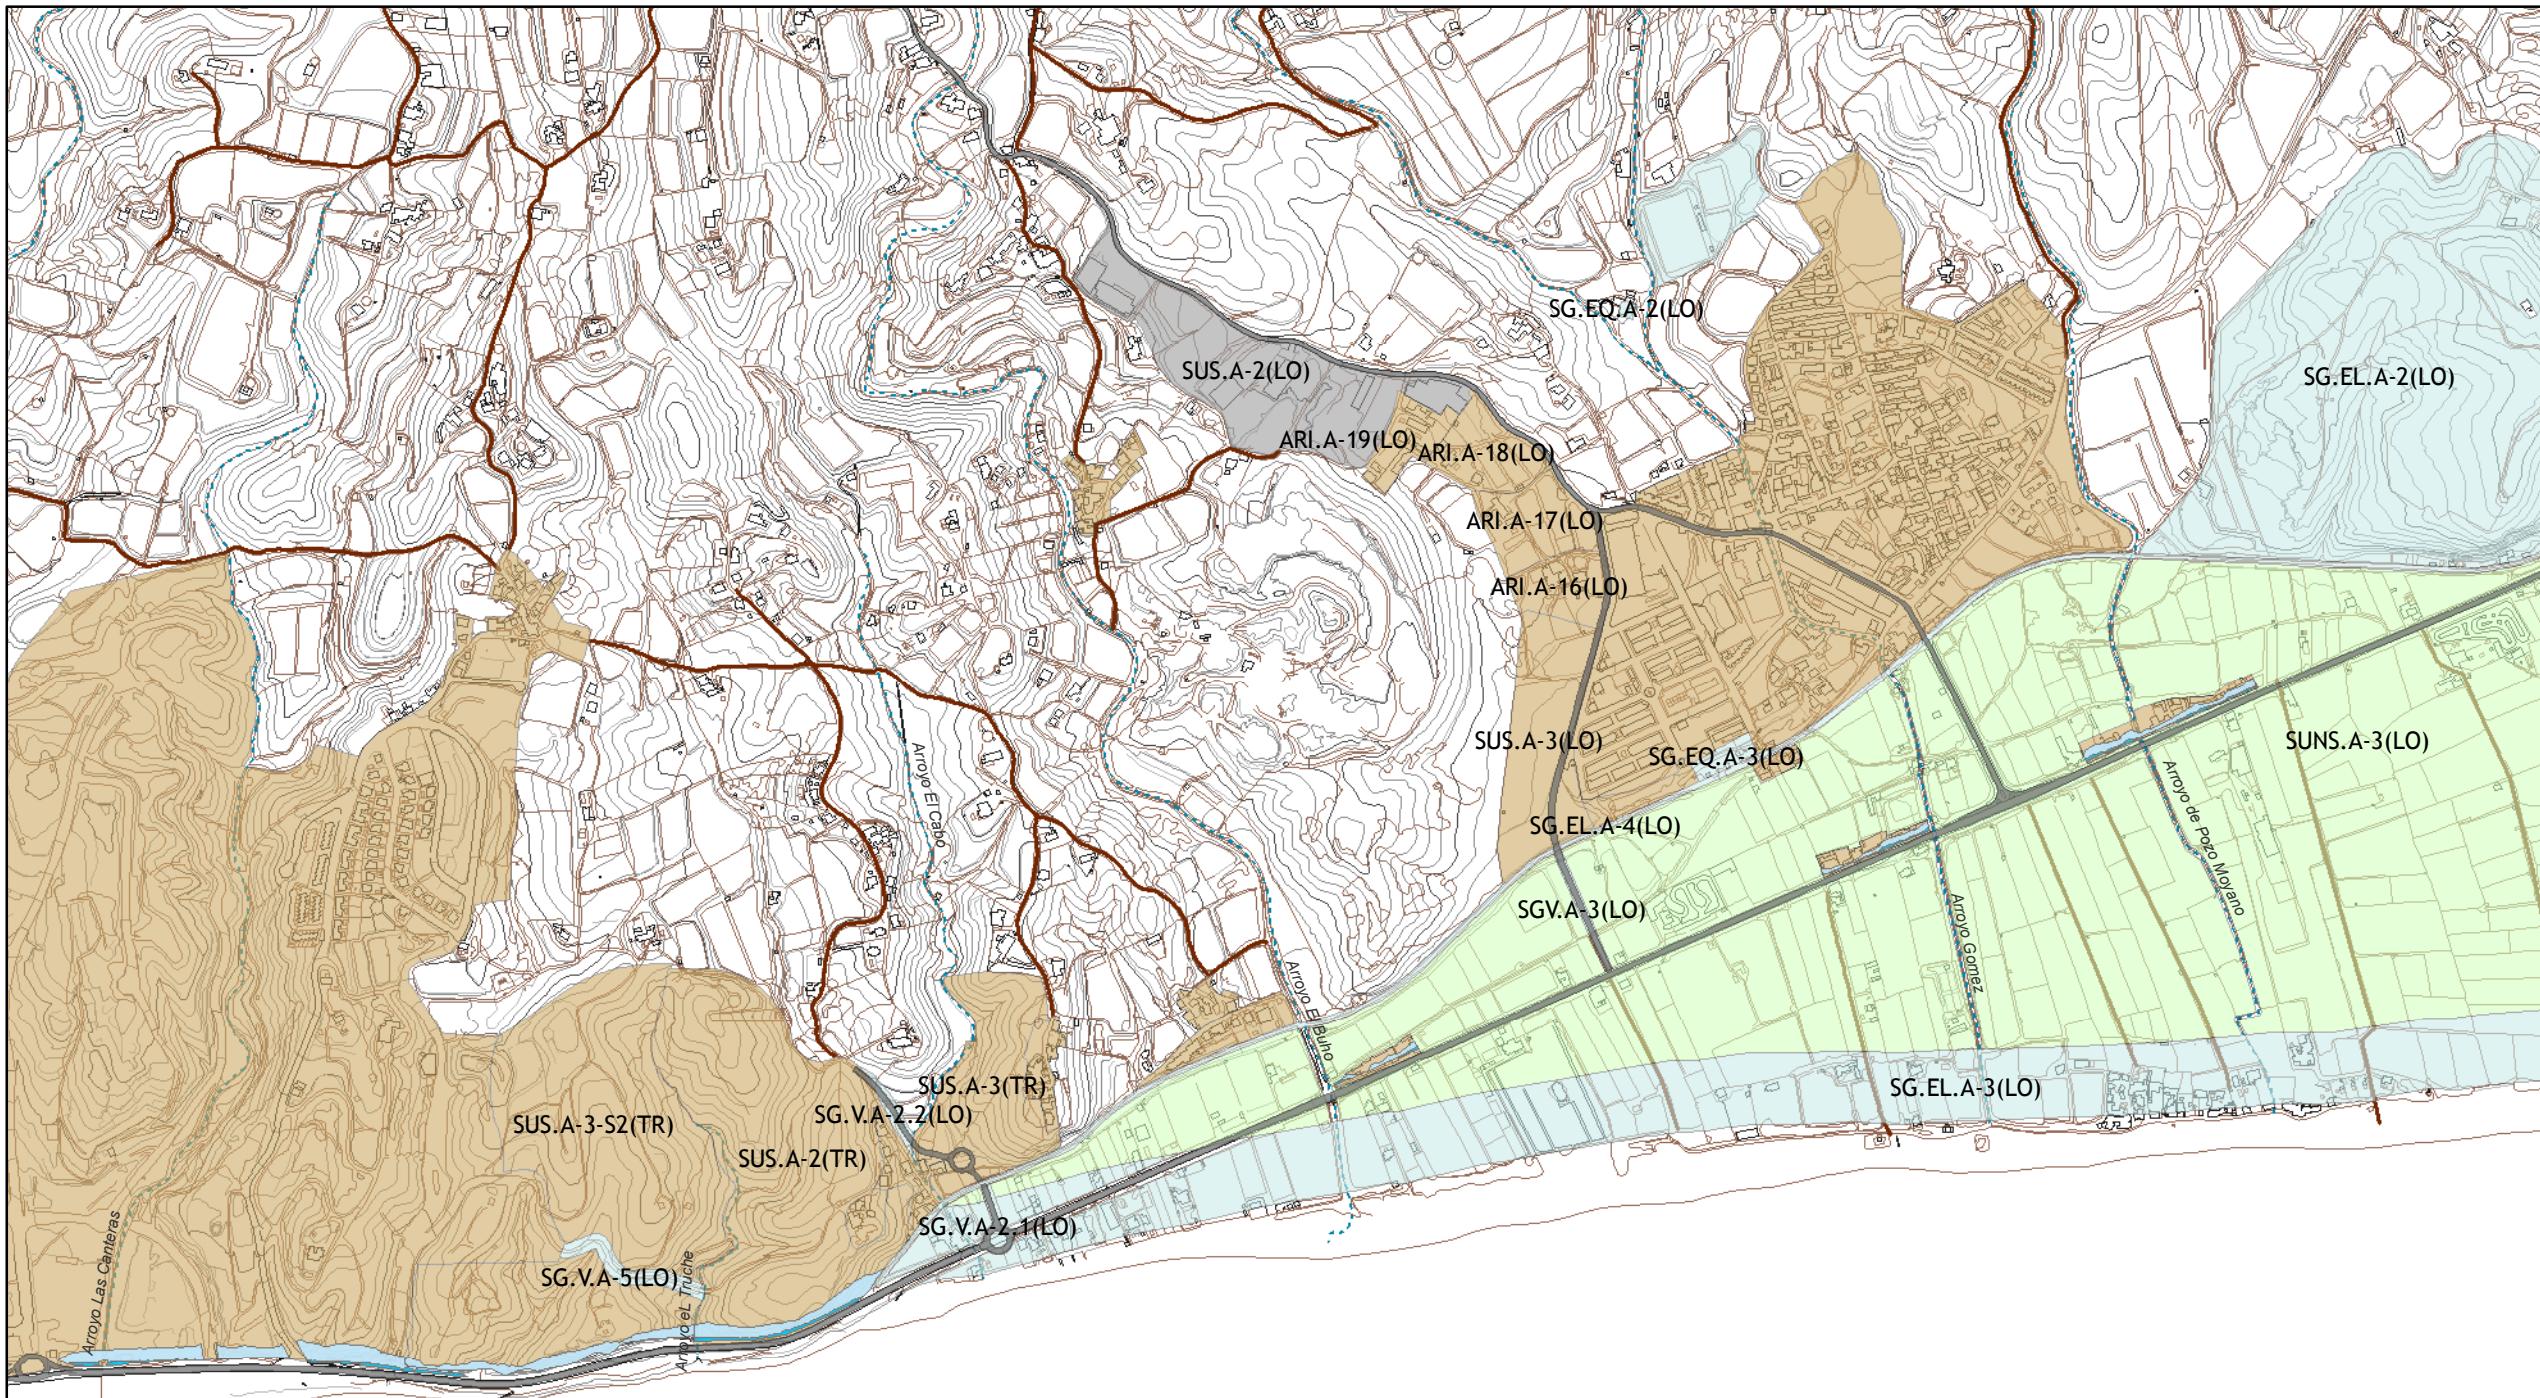 SG.EQ.A-2(LO)
SUS.A-2(LO)
SG.EL.A-2(LO)
ARI.A-19(LO)
ARI.A-18(LO)
ARI.A-17(LO)
ARI.A-16(LO)
SUS.A-3(LO)
SG.EQ.A-3(LO)
SUNS.A-3(LO)
Arroyo El Cabo
Arroyo de Pozo Moyano
SG.EL.A-4(LO)
SGV.A-3(LO)
Arroyo Gomez
Arroyo El Buho
SUS.A-3(TR)
SG.EL.A-3(LO)
SG.V.A-2.2(LO)
SUS.A-3-S2(TR)
SUS.A-2(TR)
SG.V.A-2.1(LO)
Arroyo Las Canteras
SG.V.A-5(LO)
Arroyo eL Truche